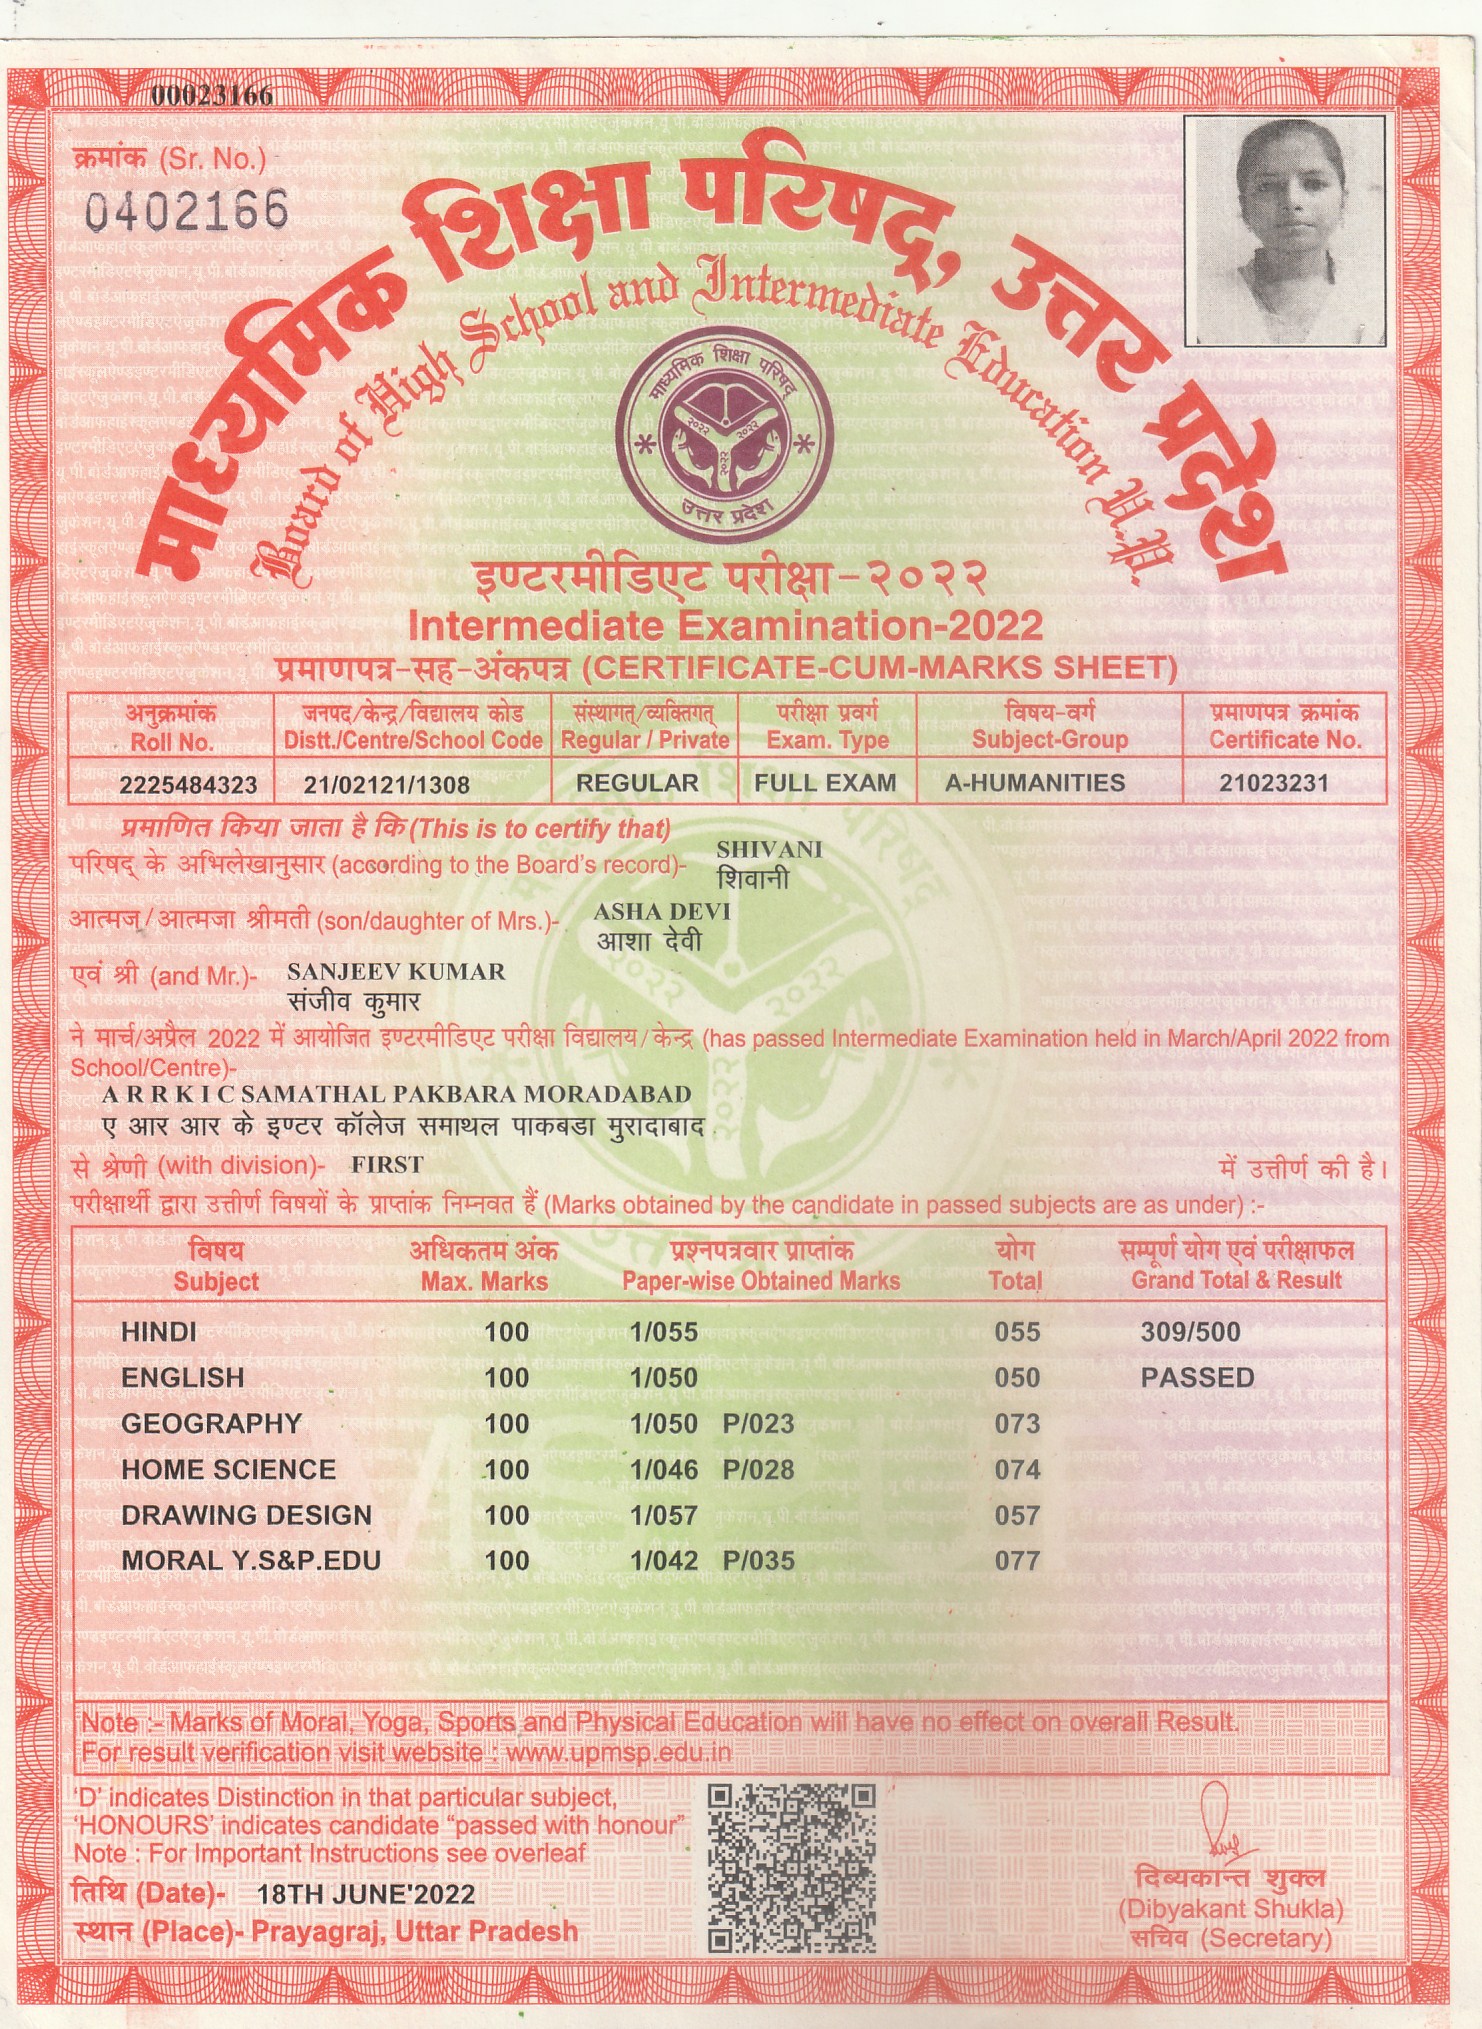 00023166
क्रमांक (Sr. No.)
0402166
माध्यमिक शिक्षा परिषद्, उत्तर प्रदेश
Board of High School and Intermediate Education U.P.
माध्यमिक शिक्षा परिषद्
२०२२ २०२२
२०२२
उत्तर प्रदेश
इण्टरमीडिएट परीक्षा-२०२२
Intermediate Examination-2022
प्रमाणपत्र-सह-अंकपत्र (CERTIFICATE-CUM-MARKS SHEET)
अनुक्रमांक जनपद/केन्द्र/विद्यालय कोड संस्थागत्/व्यक्तिगत् परीक्षा प्रवर्ग विषय-वर्ग प्रमाणपत्र क्रमांक
Roll No. Distt./Centre/School Code Regular / Private Exam. Type Subject-Group Certificate No.
2225484323 21/02121/1308 REGULAR FULL EXAM A-HUMANITIES 21023231
प्रमाणित किया जाता है कि (This is to certify that)
SHIVANI
परिषद् के अभिलेखानुसार (according to the Board's record)-
शिवानी
ASHA DEVI
आत्मज/आत्मजा श्रीमती (son/daughter of Mrs.)-
आशा देवी
एवं श्री (and Mr.)- SANJEEV KUMAR
संजीव कुमार
ने मार्च/अप्रैल 2022 में आयोजित इण्टरमीडिएट परीक्षा विद्यालय/केन्द्र (has passed Intermediate Examination held in March/April 2022 from
School/Centre)-
A R R K I C SAMATHAL PAKBARA MORADABAD
ए आर आर के इण्टर कॉलेज समाथल पाकबडा मुरादाबाद
से श्रेणी (with division)- FIRST में उत्तीर्ण की है।
परीक्षार्थी द्वारा उत्तीर्ण विषयों के प्राप्तांक निम्नवत हैं (Marks obtained by the candidate in passed subjects are as under) :-
विषय अधिकतम अंक प्रश्नपत्रवार प्राप्तांक योग सम्पूर्ण योग एवं परीक्षाफल
Subject Max. Marks Paper-wise Obtained Marks Total Grand Total & Result
HINDI 100 1/055 055 309/500
ENGLISH 100 1/050 050 PASSED
GEOGRAPHY 100 1/050 P/023 073
HOME SCIENCE 100 1/046 P/028 074
DRAWING DESIGN 100 1/057 057
MORAL Y.S&P.EDU 100 1/042 P/035 077
Note :- Marks of Moral, Yoga, Sports and Physical Education will have no effect on overall Result.
For result verification visit website : www.upmsp.edu.in
'D' indicates Distinction in that particular subject,
'HONOURS' indicates candidate "passed with honour"
Note : For Important Instructions see overleaf
तिथि (Date)- 18TH JUNE'2022
स्थान (Place)- Prayagraj, Uttar Pradesh
दिब्यकान्त शुक्ल
(Dibyakant Shukla)
सचिव (Secretary)